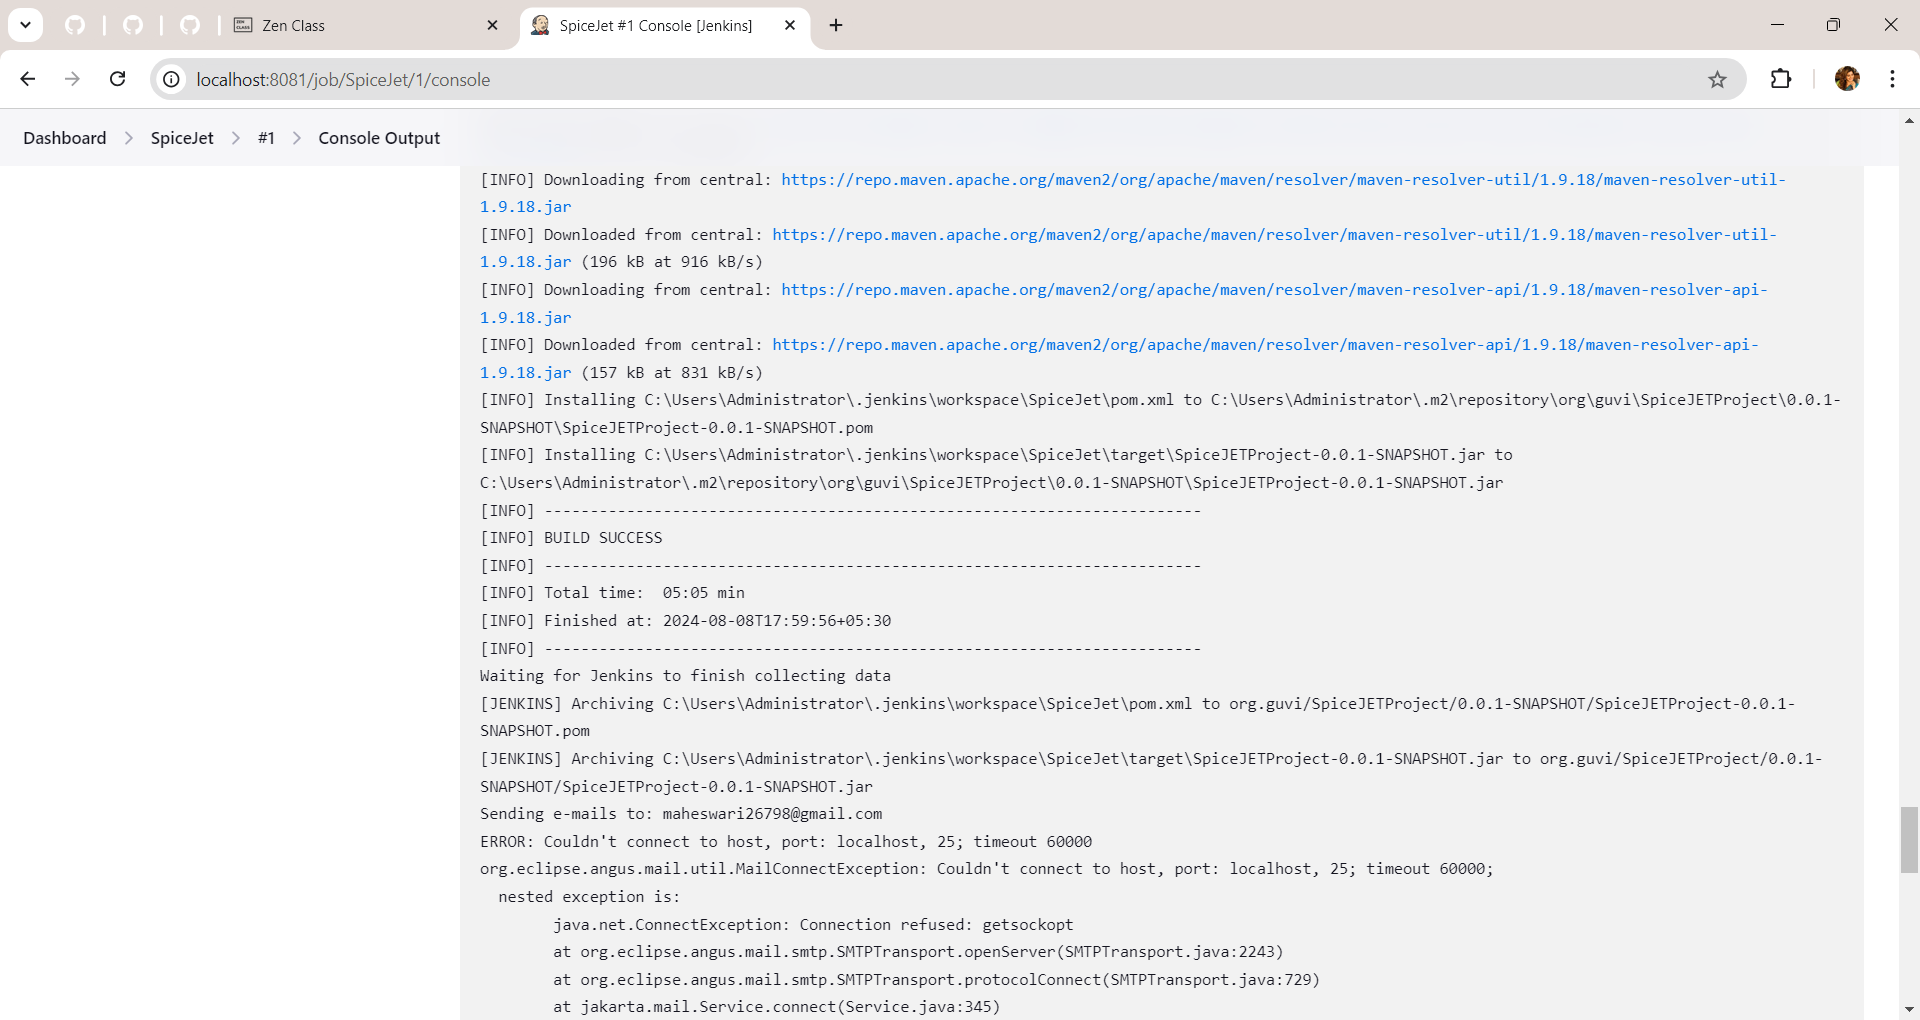 Zen Class
SpiceJet #1 Console [Jenkins]
localhost:8081/job/SpiceJet/1/console
Dashboard SpiceJet #1 Console Output
[INFO] Downloading from central: https://repo.maven.apache.org/maven2/org/apache/maven/resolver/maven-resolver-util/1.9.18/maven-resolver-util-
1.9.18.jar
[INFO] Downloaded from central: https://repo.maven.apache.org/maven2/org/apache/maven/resolver/maven-resolver-util/1.9.18/maven-resolver-util-
1.9.18.jar (196 kB at 916 kB/s)
[INFO] Downloading from central: https://repo.maven.apache.org/maven2/org/apache/maven/resolver/maven-resolver-api/1.9.18/maven-resolver-api-
1.9.18.jar
[INFO] Downloaded from central: https://repo.maven.apache.org/maven2/org/apache/maven/resolver/maven-resolver-api/1.9.18/maven-resolver-api-
1.9.18.jar (157 kB at 831 kB/s)
[INFO] Installing C:\Users\Administrator\.jenkins\workspace\SpiceJet\pom.xml to C:\Users\Administrator\.m2\repository\org\guvi\SpiceJETProject\0.0.1-
SNAPSHOT\SpiceJETProject-0.0.1-SNAPSHOT.pom
[INFO] Installing C:\Users\Administrator\.jenkins\workspace\SpiceJet\target\SpiceJETProject-0.0.1-SNAPSHOT.jar to
C:\Users\Administrator\.m2\repository\org\guvi\SpiceJETProject\0.0.1-SNAPSHOT\SpiceJETProject-0.0.1-SNAPSHOT.jar
[INFO] ------------------------------------------------------------------------
[INFO] BUILD SUCCESS
[INFO] ------------------------------------------------------------------------
[INFO] Total time:  05:05 min
[INFO] Finished at: 2024-08-08T17:59:56+05:30
[INFO] ------------------------------------------------------------------------
Waiting for Jenkins to finish collecting data
[JENKINS] Archiving C:\Users\Administrator\.jenkins\workspace\SpiceJet\pom.xml to org.guvi/SpiceJETProject/0.0.1-SNAPSHOT/SpiceJETProject-0.0.1-
SNAPSHOT.pom
[JENKINS] Archiving C:\Users\Administrator\.jenkins\workspace\SpiceJet\target\SpiceJETProject-0.0.1-SNAPSHOT.jar to org.guvi/SpiceJETProject/0.0.1-
SNAPSHOT/SpiceJETProject-0.0.1-SNAPSHOT.jar
Sending e-mails to: maheswari26798@gmail.com
ERROR: Couldn't connect to host, port: localhost, 25; timeout 60000
org.eclipse.angus.mail.util.MailConnectException: Couldn't connect to host, port: localhost, 25; timeout 60000;
  nested exception is:
        java.net.ConnectException: Connection refused: getsockopt
        at org.eclipse.angus.mail.smtp.SMTPTransport.openServer(SMTPTransport.java:2243)
        at org.eclipse.angus.mail.smtp.SMTPTransport.protocolConnect(SMTPTransport.java:729)
        at jakarta.mail.Service.connect(Service.java:345)